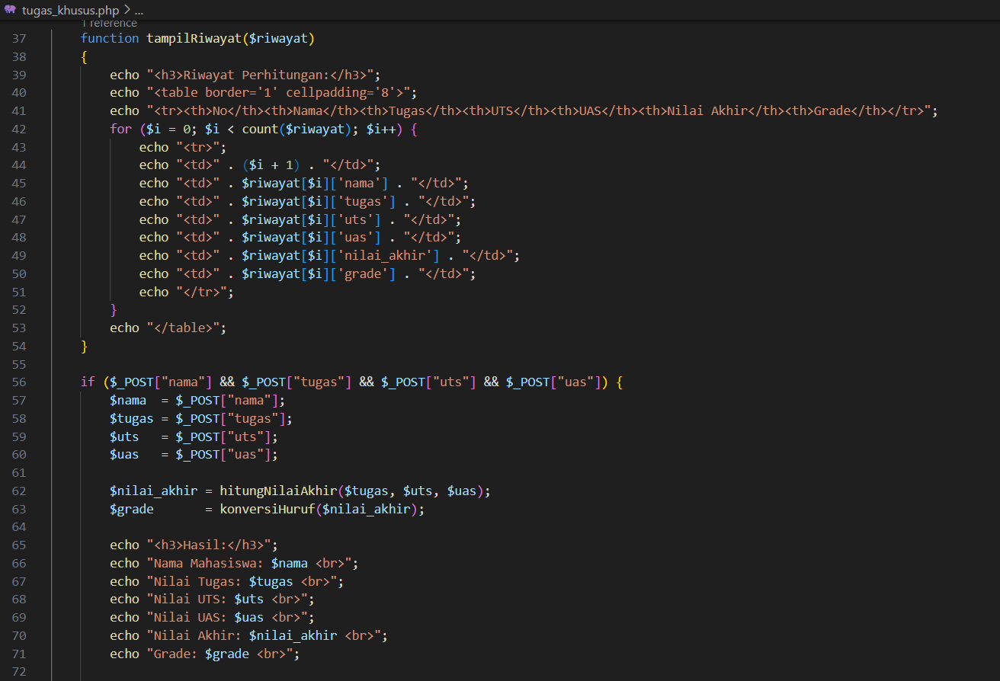 tugas_khusus.php > ...
1 reference
37 function tampilRiwayat($riwayat)
38 {
39     echo "<h3>Riwayat Perhitungan:</h3>";
40     echo "<table border='1' cellpadding='8'>";
41     echo "<tr><th>No</th><th>Nama</th><th>Tugas</th><th>UTS</th><th>UAS</th><th>Nilai Akhir</th><th>Grade</th></tr>";
42     for ($i = 0; $i < count($riwayat); $i++) {
43         echo "<tr>";
44         echo "<td>" . ($i + 1) . "</td>";
45         echo "<td>" . $riwayat[$i]['nama'] . "</td>";
46         echo "<td>" . $riwayat[$i]['tugas'] . "</td>";
47         echo "<td>" . $riwayat[$i]['uts'] . "</td>";
48         echo "<td>" . $riwayat[$i]['uas'] . "</td>";
49         echo "<td>" . $riwayat[$i]['nilai_akhir'] . "</td>";
50         echo "<td>" . $riwayat[$i]['grade'] . "</td>";
51         echo "</tr>";
52     }
53     echo "</table>";
54 }
55
56 if ($_POST["nama"] && $_POST["tugas"] && $_POST["uts"] && $_POST["uas"]) {
57     $nama  = $_POST["nama"];
58     $tugas = $_POST["tugas"];
59     $uts   = $_POST["uts"];
60     $uas   = $_POST["uas"];
61
62     $nilai_akhir = hitungNilaiAkhir($tugas, $uts, $uas);
63     $grade       = konversiHuruf($nilai_akhir);
64
65     echo "<h3>Hasil:</h3>";
66     echo "Nama Mahasiswa: $nama <br>";
67     echo "Nilai Tugas: $tugas <br>";
68     echo "Nilai UTS: $uts <br>";
69     echo "Nilai UAS: $uas <br>";
70     echo "Nilai Akhir: $nilai_akhir <br>";
71     echo "Grade: $grade <br>";
72